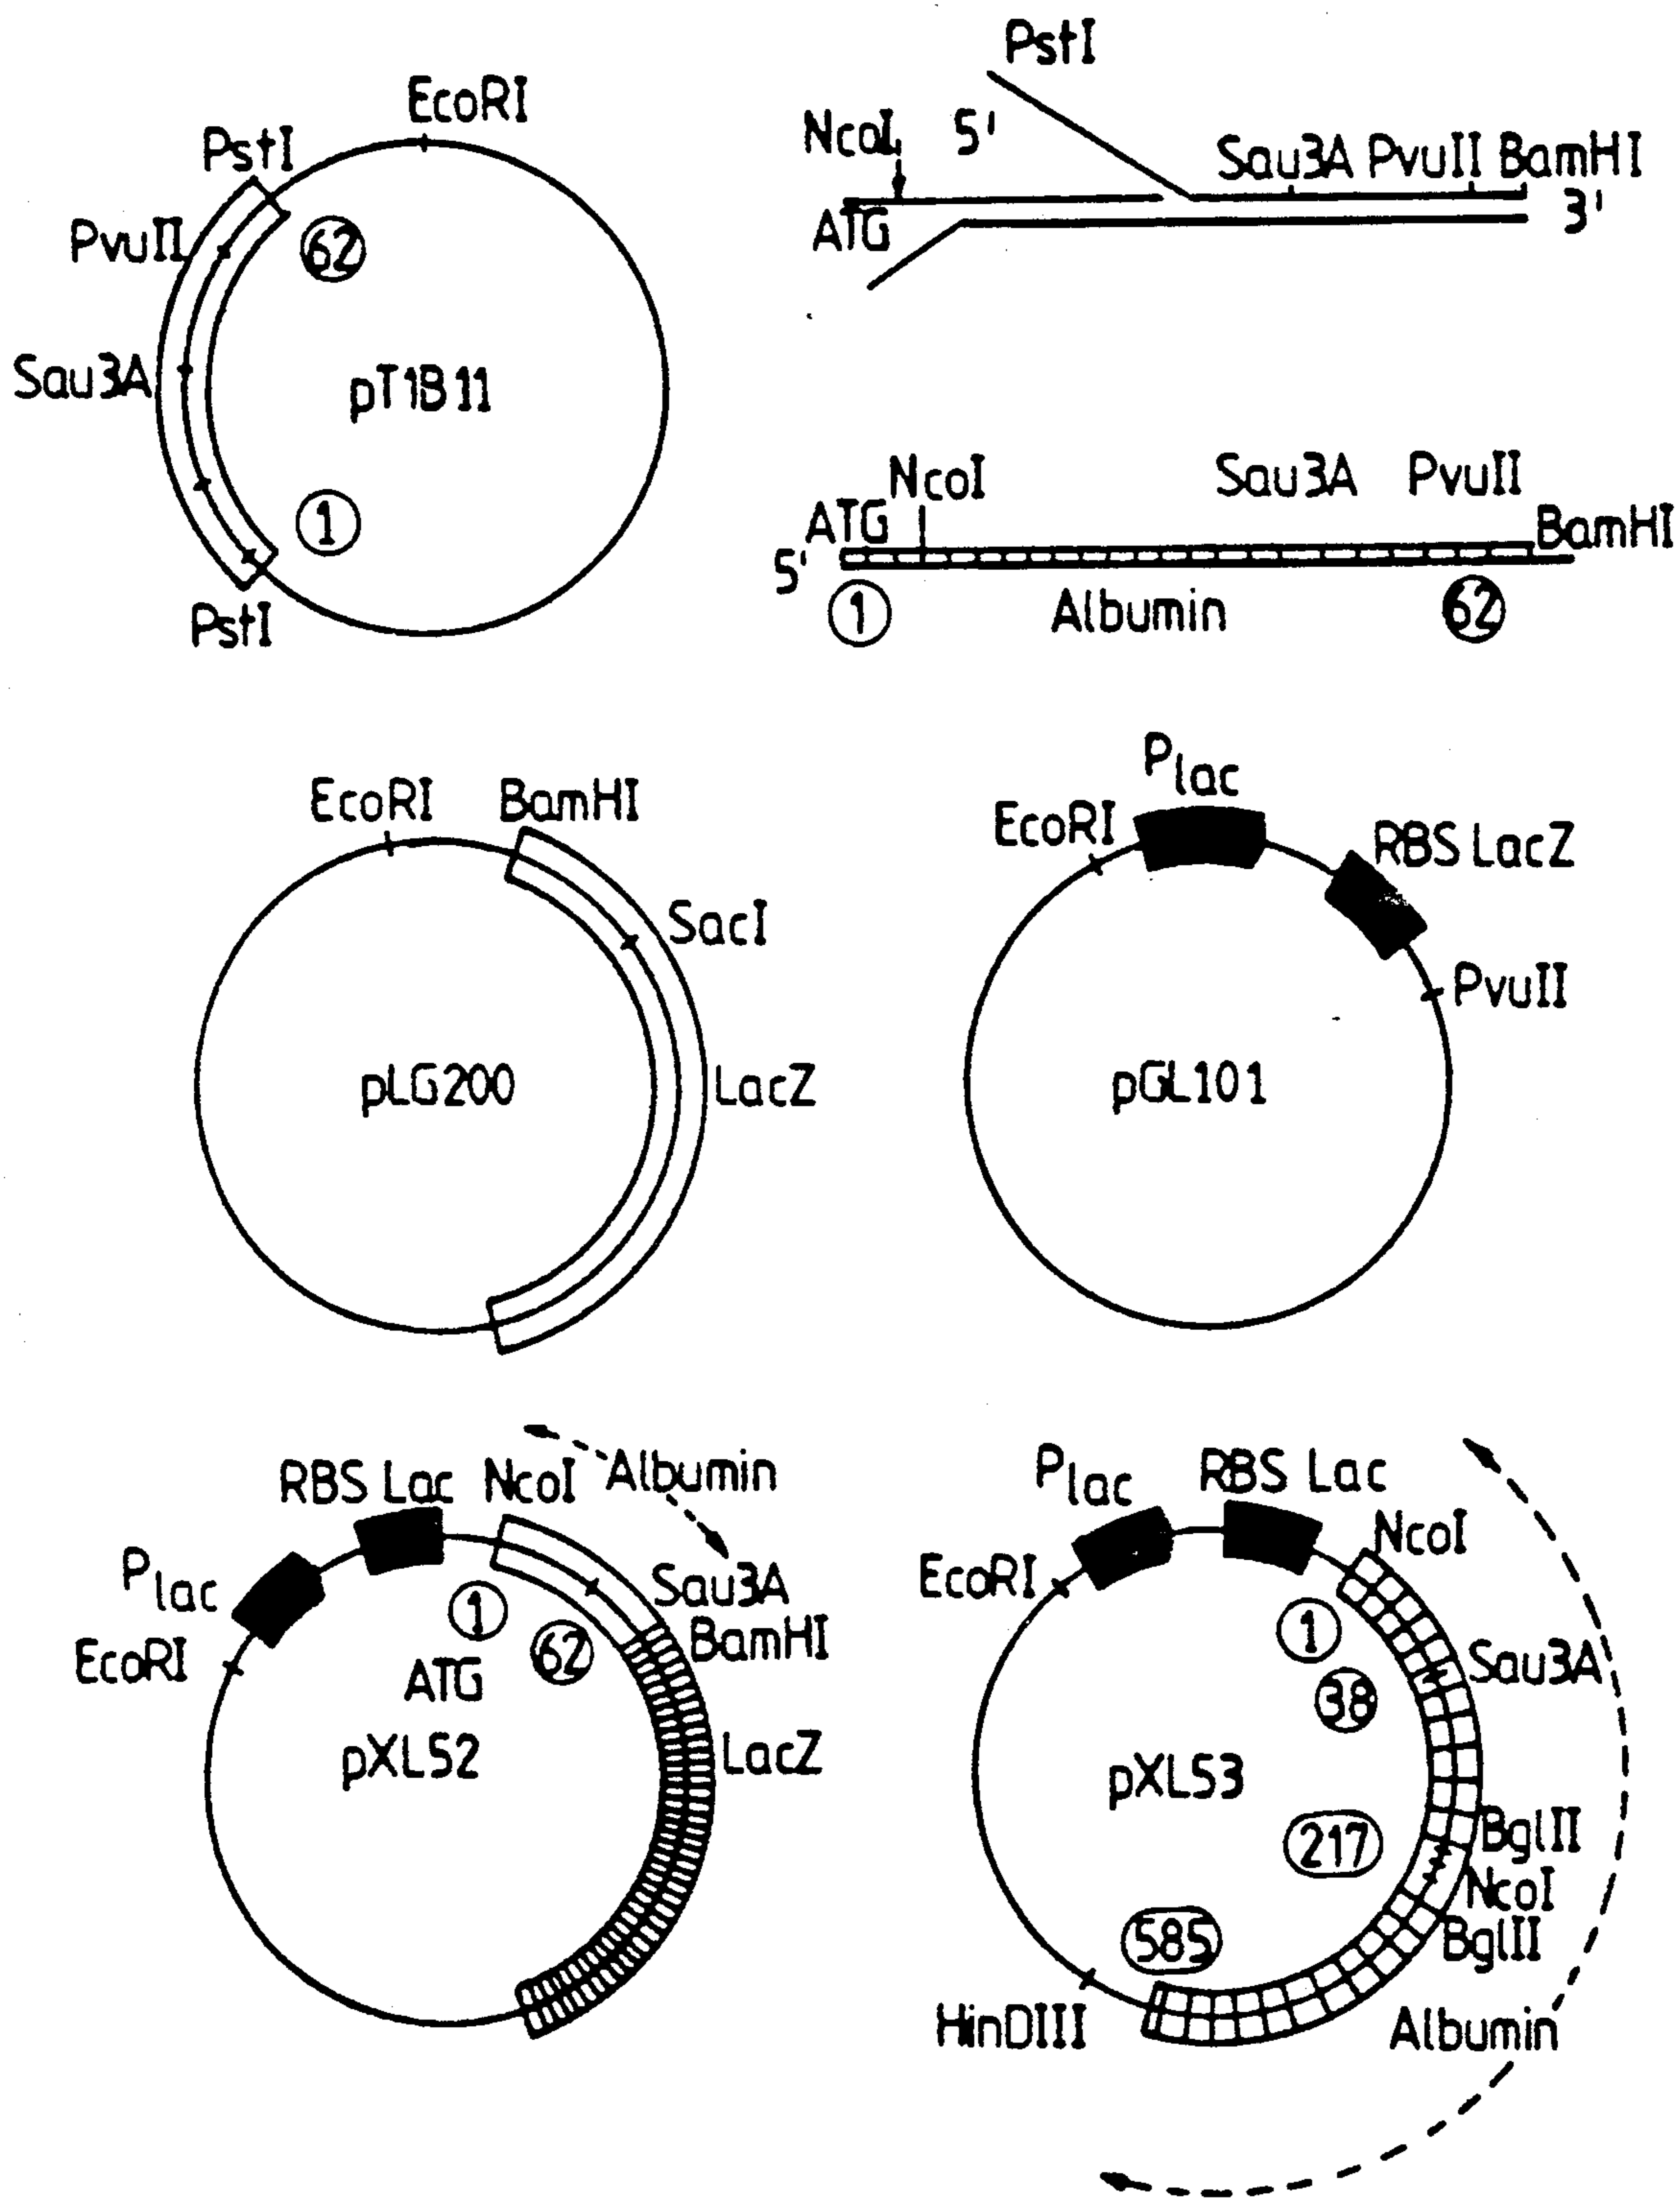 EcoRI
PstI
PvuII
62
Sau3A
pT1B11
1
PstI
PstI
NcoI 5'
Sau3A PvuII BamHI
ATG
3'
NcoI Sau3A PvuII
ATG BamHI
5'
1 Albumin 62
EcoRI BamHI
SacI
pLG200 LacZ
Plac
EcoRI
RBS LacZ
PvuII
pGL101
RBS Lac NcoI Albumin
Plac
Sau3A
1
BamHI
62
EcoRI
ATG
pXL52 LacZ
Plac RBS Lac
NcoI
EcoRI
1
Sau3A
38
pXL53
BglII
217
NcoI
BglII
585
HinDIII Albumin